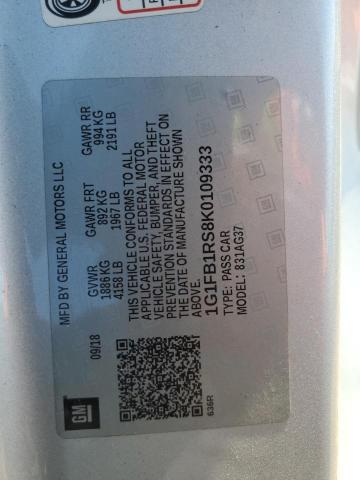 MFD BY GENERAL MOTORS LLC
09/18
GM
GVWR
1886 KG
4158 LB
GAWR FRT
892 KG
1967 LB
GAWR RR
994 KG
2191 LB
THIS VEHICLE CONFORMS TO ALL
APPLICABLE U.S. FEDERAL MOTOR
VEHICLE SAFETY, BUMPER, AND THEFT
PREVENTION STANDARDS IN EFFECT ON
THE DATE OF MANUFACTURE SHOWN
ABOVE.
1G1FB1RS8K0109333
TYPE: PASS CAR
MODEL: 831AG37
636R